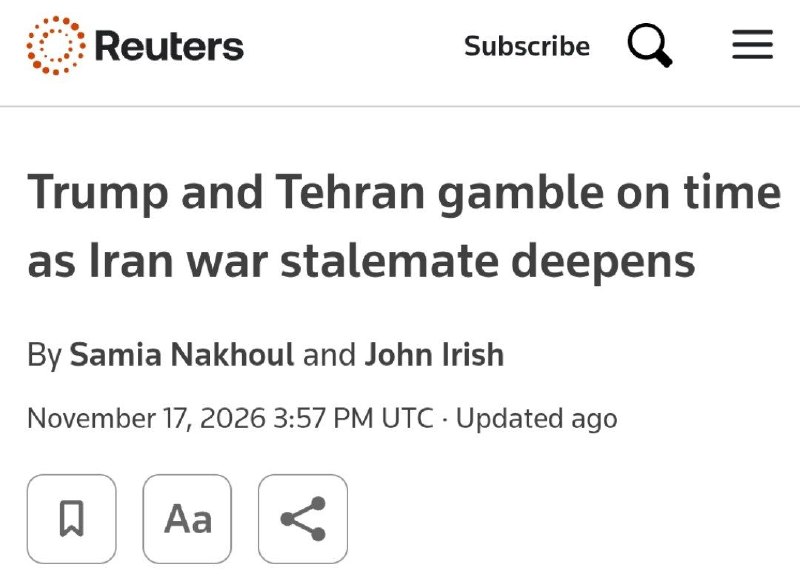 Reuters
Subscribe
Trump and Tehran gamble on time
as Iran war stalemate deepens
By Samia Nakhoul and John Irish
November 17, 2026 3:57 PM UTC · Updated ago
Aa